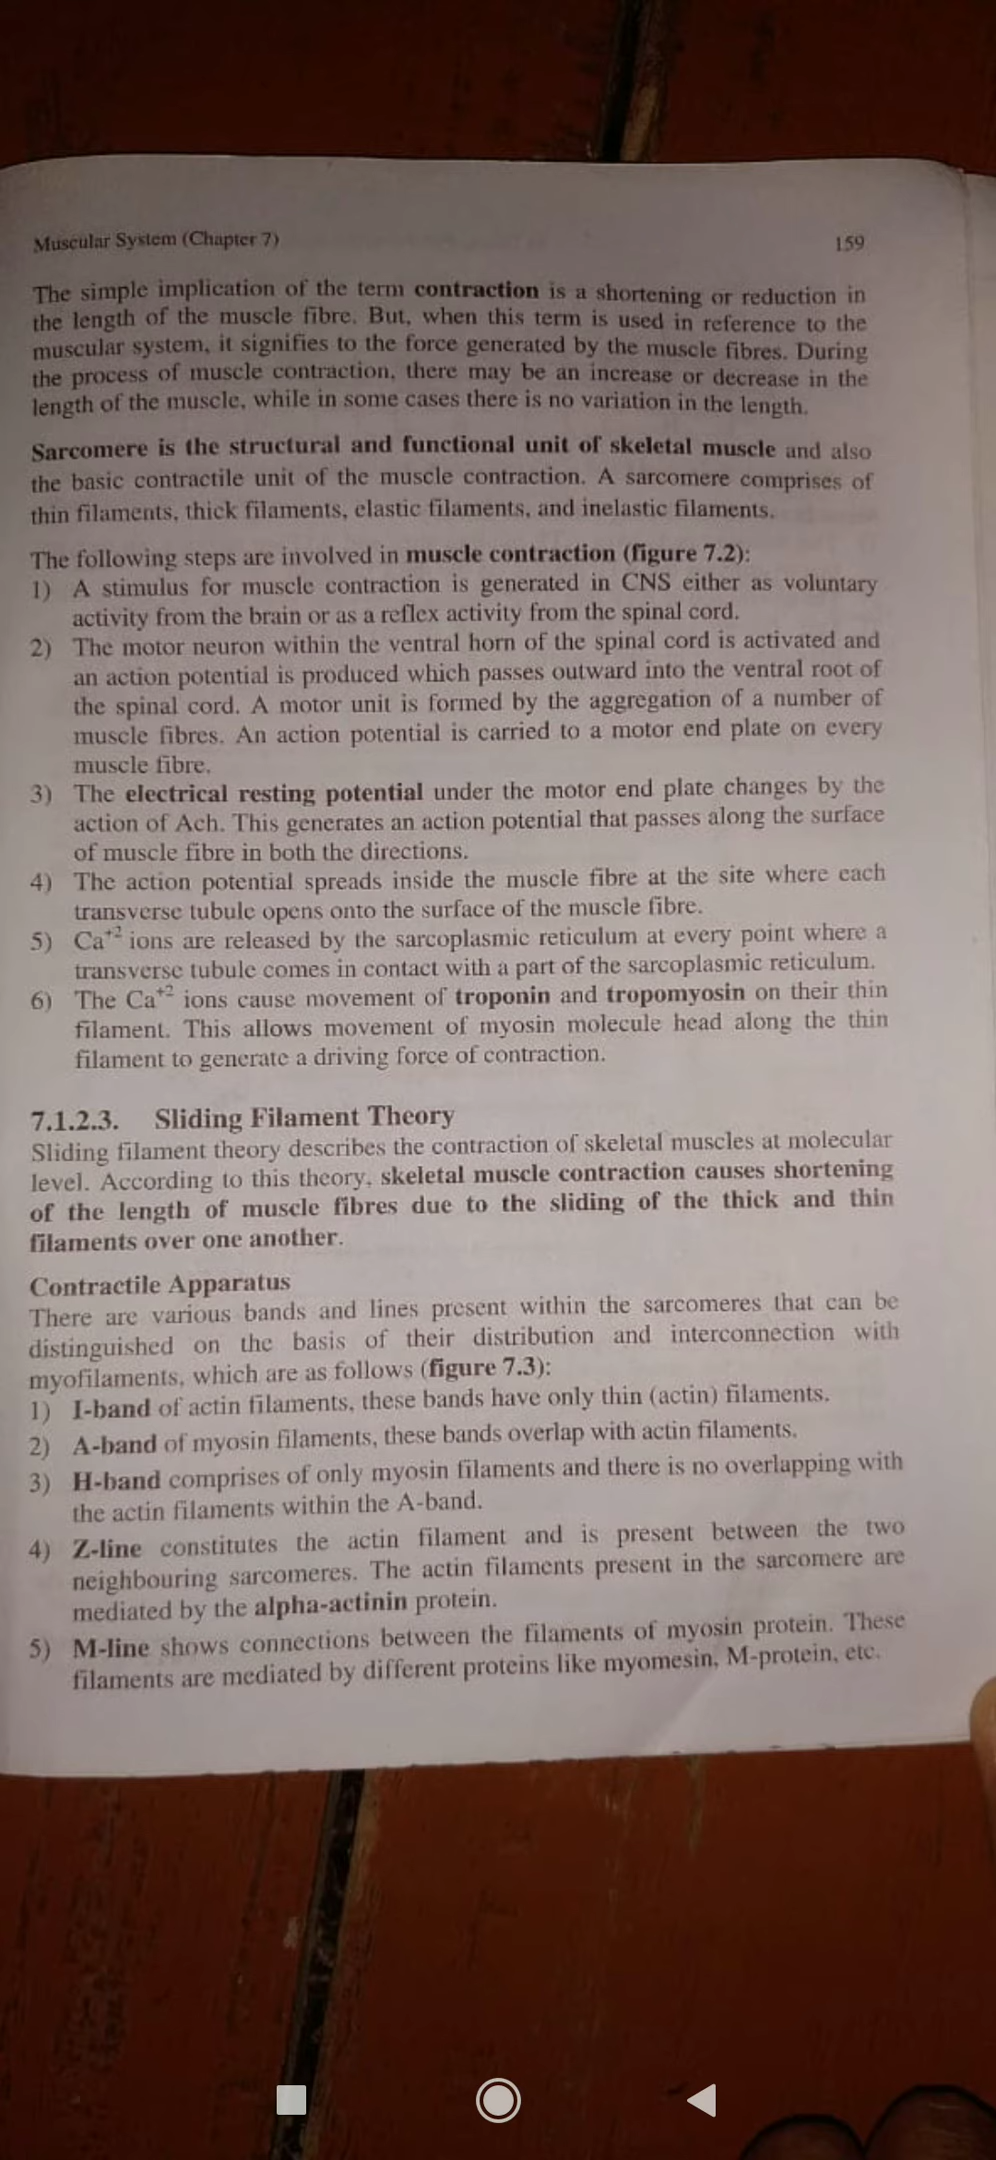 Muscular System (Chapter 7)
159
The simple implication of the term contraction is a shortening or reduction in
the length of the muscle fibre. But, when this term is used in reference to the
muscular system, it signifies to the force generated by the muscle fibres. During
the process of muscle contraction, there may be an increase or decrease in the
length of the muscle, while in some cases there is no variation in the length.
Sarcomere is the structural and functional unit of skeletal muscle and also
the basic contractile unit of the muscle contraction. A sarcomere comprises of
thin filaments, thick filaments, elastic filaments, and inelastic filaments.
The following steps are involved in muscle contraction (figure 7.2):
1) A stimulus for muscle contraction is generated in CNS either as voluntary
activity from the brain or as a reflex activity from the spinal cord.
2) The motor neuron within the ventral horn of the spinal cord is activated and
an action potential is produced which passes outward into the ventral root of
the spinal cord. A motor unit is formed by the aggregation of a number of
muscle fibres. An action potential is carried to a motor end plate on every
muscle fibre.
3) The electrical resting potential under the motor end plate changes by the
action of Ach. This generates an action potential that passes along the surface
of muscle fibre in both the directions.
4) The action potential spreads inside the muscle fibre at the site where each
transverse tubule opens onto the surface of the muscle fibre.
5) Ca⁺² ions are released by the sarcoplasmic reticulum at every point where a
transverse tubule comes in contact with a part of the sarcoplasmic reticulum.
6) The Ca⁺² ions cause movement of troponin and tropomyosin on their thin
filament. This allows movement of myosin molecule head along the thin
filament to generate a driving force of contraction.
7.1.2.3. Sliding Filament Theory
Sliding filament theory describes the contraction of skeletal muscles at molecular
level. According to this theory, skeletal muscle contraction causes shortening
of the length of muscle fibres due to the sliding of the thick and thin
filaments over one another.
Contractile Apparatus
There are various bands and lines present within the sarcomeres that can be
distinguished on the basis of their distribution and interconnection with
myofilaments, which are as follows (figure 7.3):
1) I-band of actin filaments, these bands have only thin (actin) filaments.
2) A-band of myosin filaments, these bands overlap with actin filaments.
3) H-band comprises of only myosin filaments and there is no overlapping with
the actin filaments within the A-band.
4) Z-line constitutes the actin filament and is present between the two
neighbouring sarcomeres. The actin filaments present in the sarcomere are
mediated by the alpha-actinin protein.
5) M-line shows connections between the filaments of myosin protein. These
filaments are mediated by different proteins like myomesin, M-protein, etc.